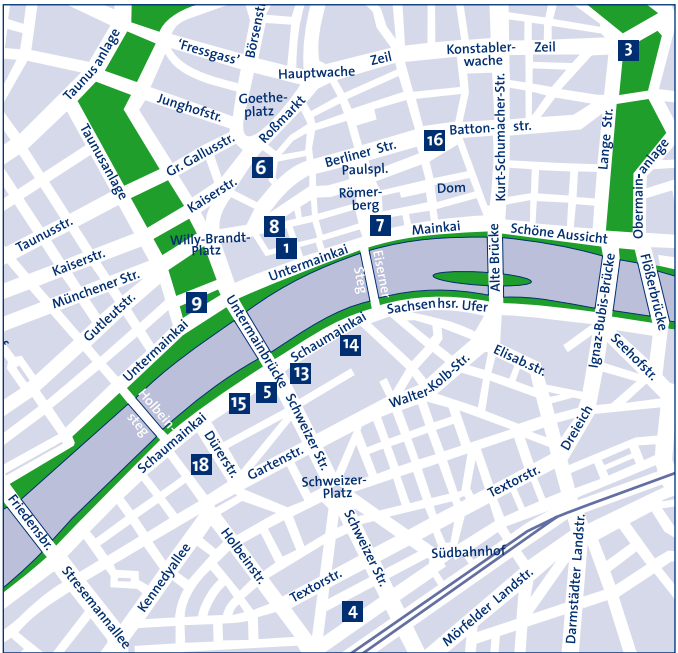 Taunus anlage
'Fressgass'
Börsenstr
Hauptwache
Zeil
Konstabler-
wache
Zeil
3
Junghofstr.
Goethe-
platz
Roßmarkt
Taunusanlage
Gr. Gallusstr.
6
Berliner Str.
Paulspl.
16
Batton- str.
Kurt-Schumacher-Str.
Lange Str.
Obermain-anlage
Kaiserstr.
Römer-
berg
Dom
Taunusstr.
Willy-Brandt-
Platz
8
1
7
Mainkai
Schöne Aussicht
Kaiserstr.
Münchener Str.
Gutleutstr.
9
Untermainkai
Eiserner
Steg
Alte Brücke
Ignaz-Bubis-Brücke
Flößerbrücke
Untermainkai
Untermainbrücke
Sachsenhsr. Ufer
Schaumainkai
14
13
5
15
Elisab.str.
Seehofstr.
Walter-Kolb-Str.
Holbein
steg
Schaumainkai
18
Dürerstr.
Gartenstr.
Schweizer Str.
Schweizer-
Platz
Dreieich
Textorstr.
Friedensbr.
Stresemannallee
Kennedyallee
Holbeinstr.
Textorstr.
Schweizer Str.
4
Südbahnhof
Mörfelder Landstr.
Darmstädter Landstr.